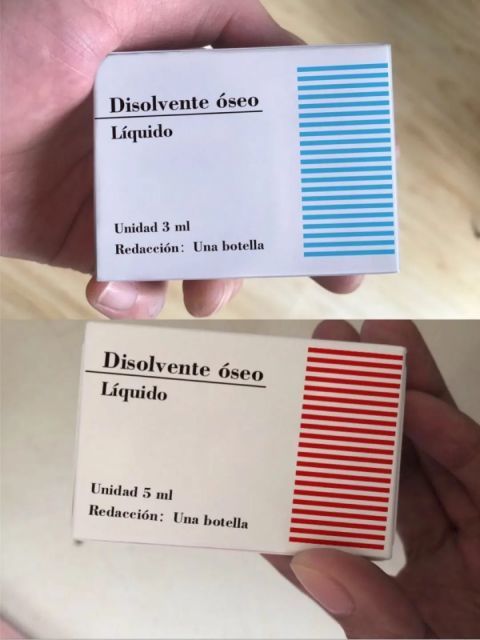 Disolvente óseo
Líquido
Unidad 3 ml
Redacción: Una botella
Disolvente óseo
Líquido
Unidad 5 ml
Redacción: Una botella